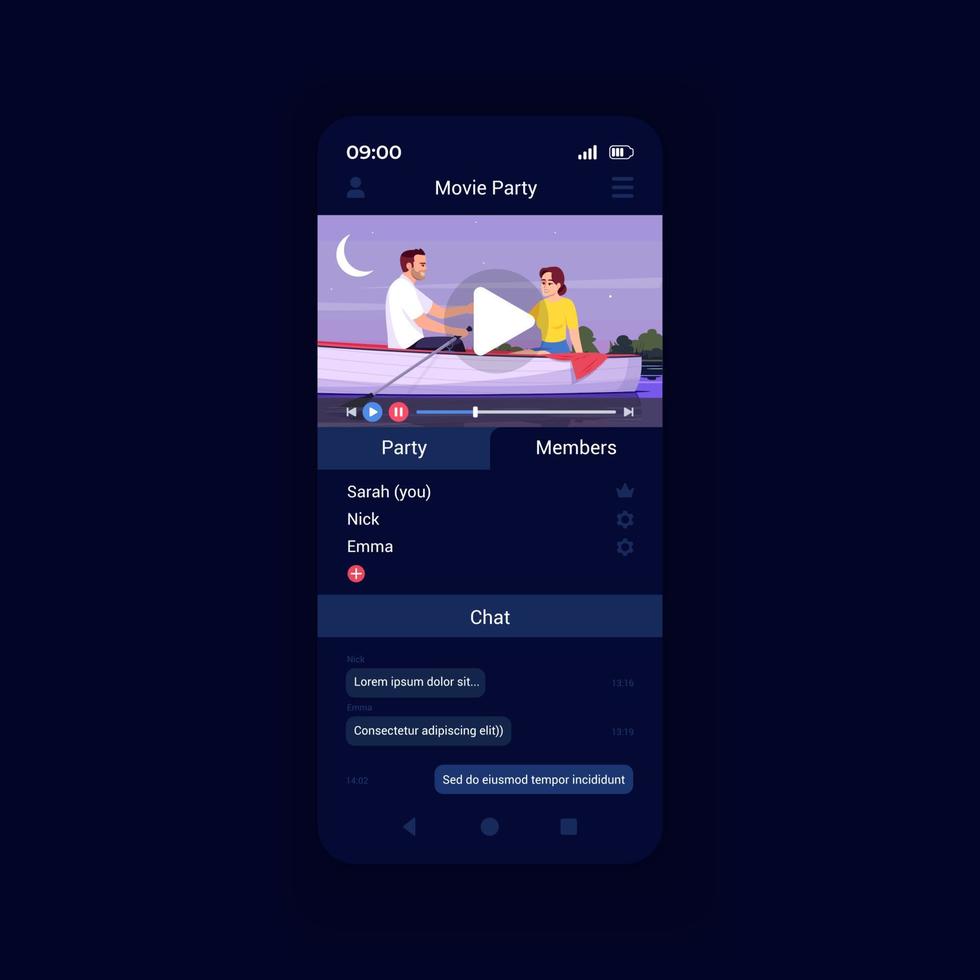 09:00
Movie Party
Party Members
Sarah (you)
Nick
Emma
Chat
Nick
Lorem ipsum dolor sit...
13:16
Emma
Consectetur adipiscing elit))
13:19
14:02
Sed do eiusmod tempor incididunt